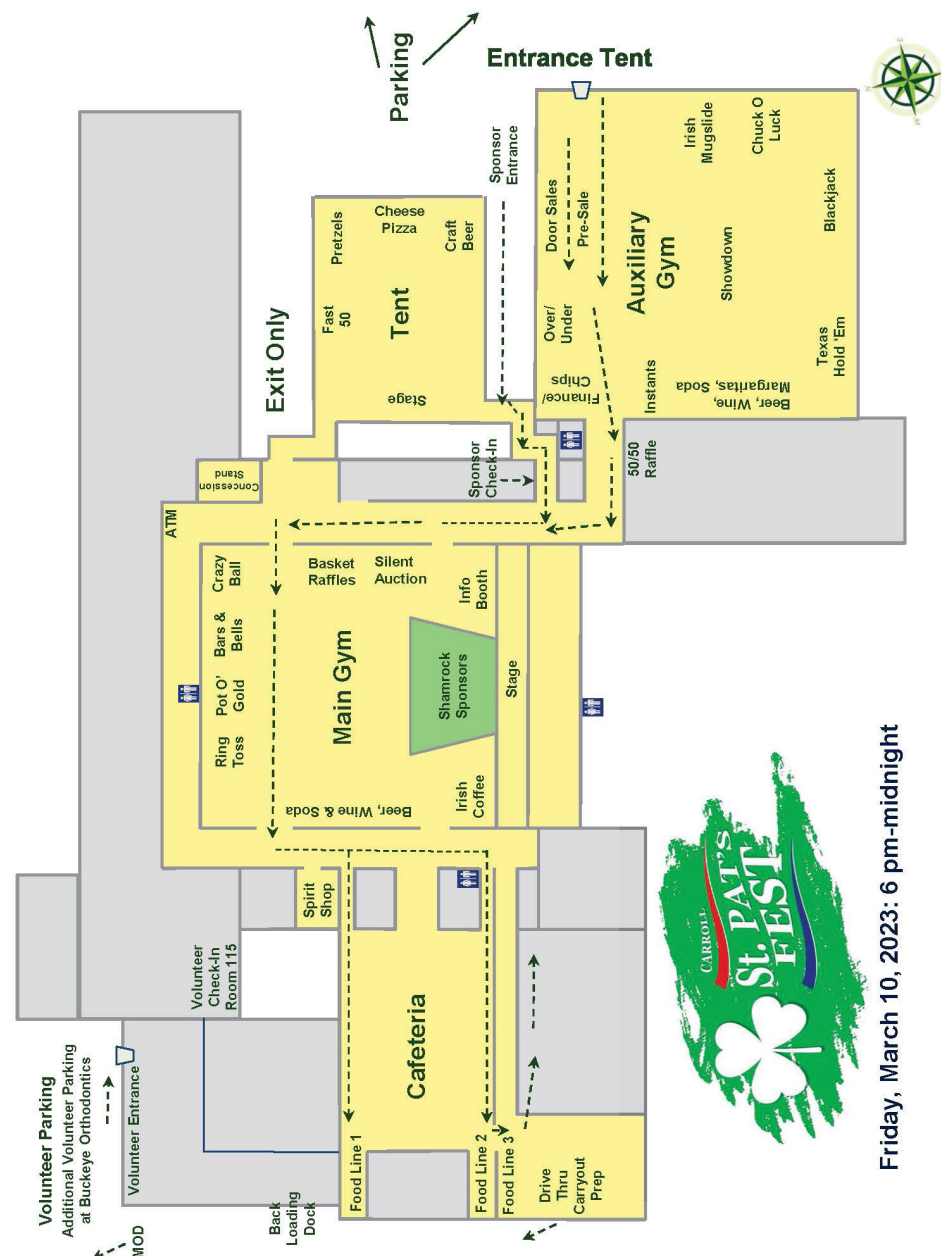 Parking
Entrance Tent
Sponsor
Entrance
Door Sales
Pre-Sale
Irish
Mugslide
Chuck O
Luck
Auxiliary
Gym
Showdown
Blackjack
Over/
Under
Finance/
Chips
Instants
Beer, Wine,
Margaritas, Soda
Texas
Hold 'Em
50/50
Raffle
Pretzels
Cheese
Pizza
Craft
Beer
Fast
50
Tent
Stage
Exit Only
Sponsor
Check-In
Concession
Stand
ATM
Crazy
Ball
Bars &
Bells
Pot O'
Gold
Ring
Toss
Basket
Raffles
Silent
Auction
Info
Booth
Main Gym
Shamrock
Sponsors
Stage
Beer, Wine & Soda
Irish
Coffee
Spirit
Shop
Cafeteria
Food Line 1
Food Line 2
Food Line 3
Drive
Thru
Carryout
Prep
Back
Loading
Dock
Volunteer
Check-In
Room 115
Volunteer Entrance
Volunteer Parking
Additional Volunteer Parking
at Buckeye Orthodontics
MOD
CARROLL
St. PAT'S
FEST
Friday, March 10, 2023: 6 pm-midnight
N
E